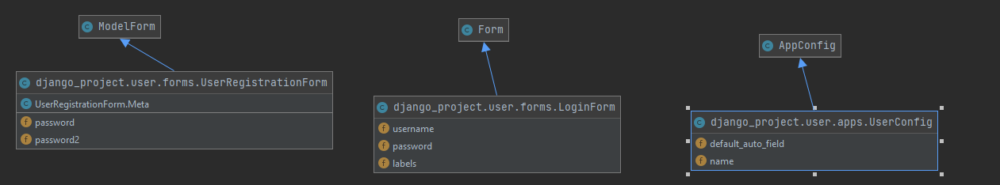 ModelForm
django_project.user.forms.UserRegistrationForm
UserRegistrationForm.Meta
password
password2
Form
django_project.user.forms.LoginForm
username
password
labels
AppConfig
django_project.user.apps.UserConfig
default_auto_field
name